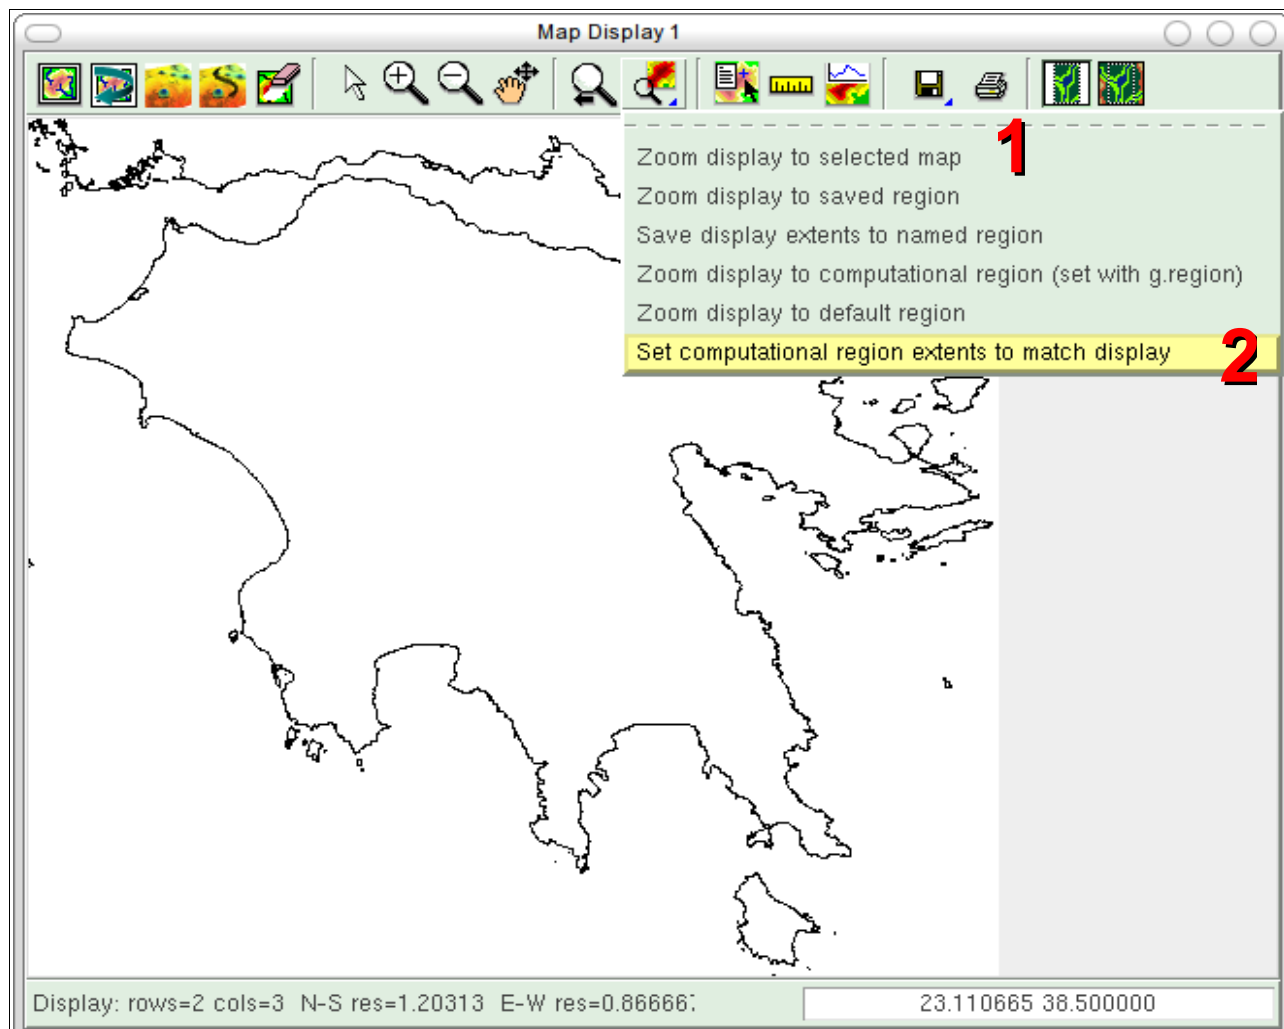 Map Display 1
1
Zoom display to selected map
Zoom display to saved region
Save display extents to named region
Zoom display to computational region (set with g.region)
Zoom display to default region
Set computational region extents to match display
2
Display: rows=2 cols=3 N-S res=1.20313 E-W res=0.866667
23.110665 38.500000